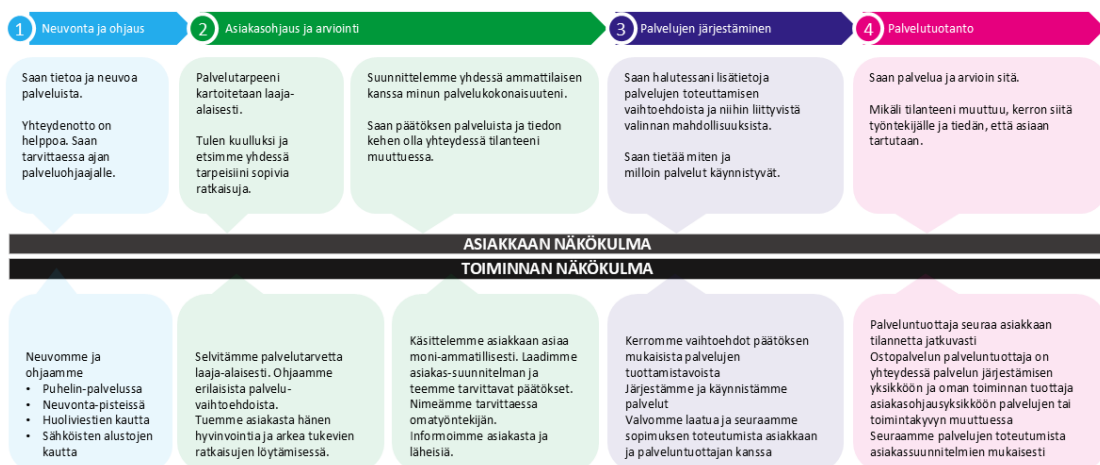 1 Neuvonta ja ohjaus
2 Asiakasohjaus ja arviointi
3 Palvelujen järjestäminen
4 Palvelutuotanto
Saan tietoa ja neuvoa
palveluista.
Yhteydenotto on
helppoa. Saan
tarvittaessa ajan
palveluohjaajalle.
Palvelutarpeeni
kartoitetaan laaja-
alaisesti.
Tulen kuulluksi ja
etsimme yhdessä
tarpeisiini sopivia
ratkaisuja.
Suunnittelemme yhdessä ammattilaisen
kanssa minun palvelukokonaisuuteni.
Saan päätöksen palveluista ja tiedon
kehen olla yhteydessä tilanteeni
muuttuessa.
Saan halutessani lisätietoja
palvelujen toteuttamisen
vaihtoehdoista ja niihin liittyvistä
valinnan mahdollisuuksista.
Saan tietää miten ja
milloin palvelut käynnistyvät.
Saan palvelua ja arvioin sitä.
Mikäli tilanteeni muuttuu, kerron siitä
työntekijälle ja tiedän, että asiaan
tartutaan.
ASIAKKAAN NÄKÖKULMA
TOIMINNAN NÄKÖKULMA
Neuvomme ja
ohjaamme
• Puhelin-palvelussa
• Neuvonta-pisteissä
• Huoliviestien kautta
• Sähköisten alustojen
kautta
Selvitämme palvelutarvetta
laaja-alaisesti. Ohjaamme
erilaisista palvelu-
vaihtoehdoista.
Tuemme asiakasta hänen
hyvinvointia ja arkea tukevien
ratkaisujen löytämisessä.
Käsittelemme asiakkaan asiaa
moni-ammatillisesti. Laadimme
asiakas-suunnitelman ja
teemme tarvittavat päätökset.
Nimeämme tarvittaessa
omatyöntekijän.
Informoimme asiakasta ja
läheisiä.
Kerromme vaihtoehdot päätöksen
mukaisista palvelujen
tuottamistavoista
Järjestämme ja käynnistämme
palvelut
Valvomme laatua ja seuraamme
sopimuksen toteutumista asiakkaan
ja palveluntuottajan kanssa
Palveluntuottaja seuraa asiakkaan
tilannetta jatkuvasti
Ostopalvelun palveluntuottaja on
yhteydessä palvelun järjestämisen
yksikköön ja oman toiminnan tuottaja
asiakasohjausyksikköön palvelujen tai
toimintakyvyn muuttuessa
Seuraamme palvelujen toteutumista
asiakassuunnitelmien mukaisesti